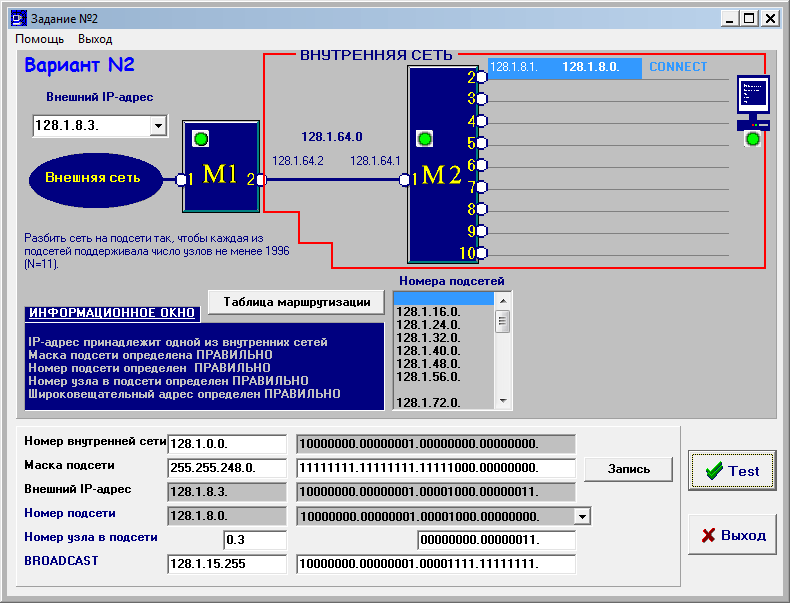 Задание №2
Помощь Выход
Вариант N2
Внешний IP-адрес
128.1.8.3.
Внешняя сеть
1 M1 2
ВНУТРЕННЯЯ СЕТЬ
128.1.64.0
128.1.64.2 128.1.64.1
1 M2
2
3
4
5
6
7
8
9
10
128.1.8.1. 128.1.8.0. CONNECT
Разбить сеть на подсети так, чтобы каждая из
подсетей поддерживала число узлов не менее 1996
(N=11).
Таблица маршрутизации
Номера подсетей
128.1.16.0.
128.1.24.0.
128.1.32.0.
128.1.40.0.
128.1.48.0.
128.1.56.0.
128.1.72.0.
ИНФОРМАЦИОННОЕ ОКНО
IP-адрес принадлежит одной из внутренних сетей
Маска подсети определена ПРАВИЛЬНО
Номер подсети определен ПРАВИЛЬНО
Номер узла в подсети определен ПРАВИЛЬНО
Широковещательный адрес определен ПРАВИЛЬНО
Номер внутренней сети 128.1.0.0. 10000000.00000001.00000000.00000000.
Маска подсети 255.255.248.0. 11111111.11111111.11111000.00000000.
Запись
Внешний IP-адрес 128.1.8.3. 10000000.00000001.00001000.00000011.
Номер подсети 128.1.8.0. 10000000.00000001.00001000.00000000.
Номер узла в подсети 0.3 00000000.00000011.
BROADCAST 128.1.15.255 10000000.00000001.00001111.11111111.
Test
Выход